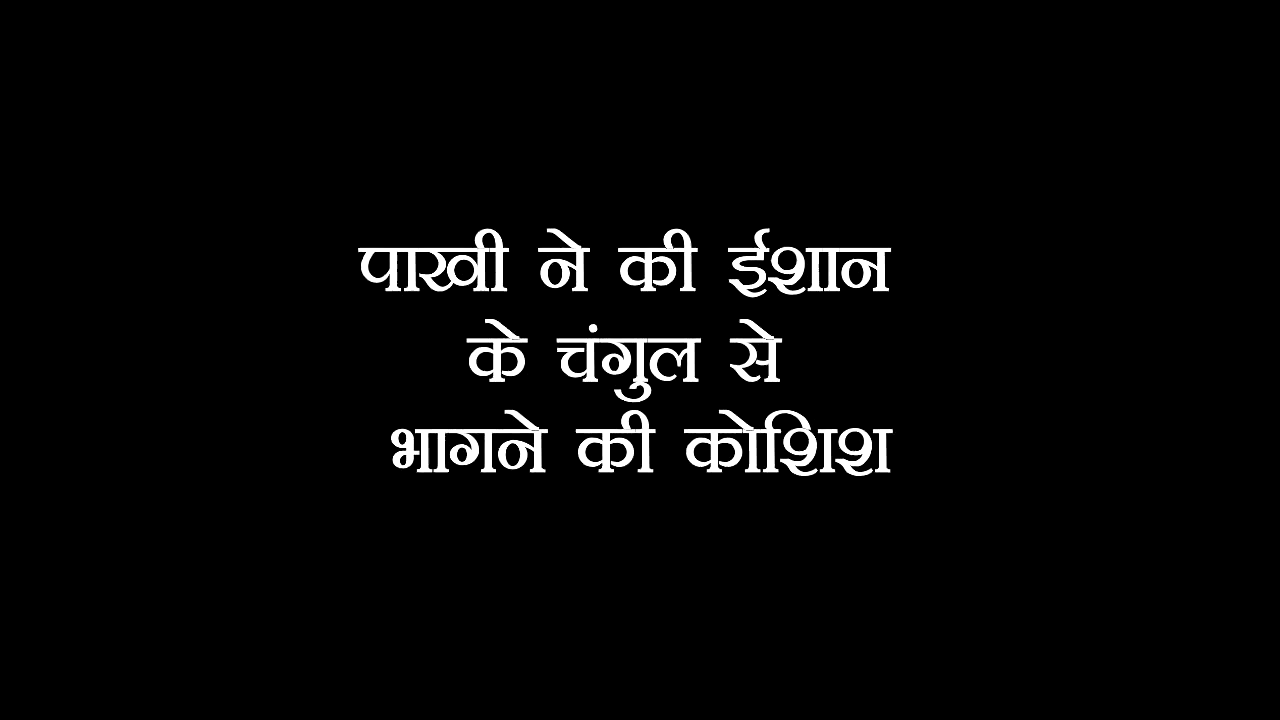 पाखी ने की ईशान
के चंगुल से
भागने की कोशिश